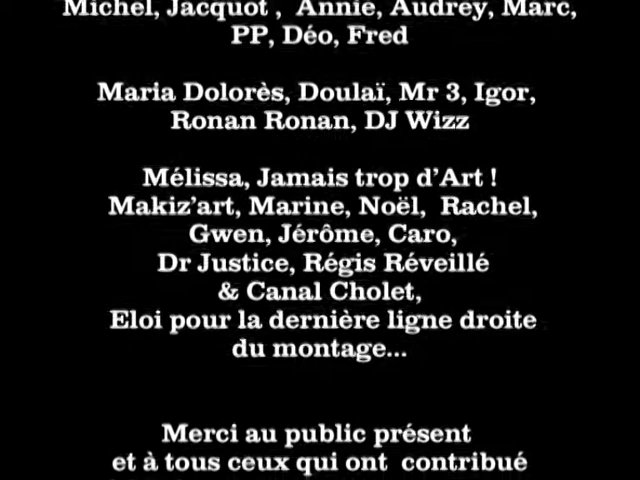 Michel, Jacquot , Annie, Audrey, Marc,
PP, Déo, Fred
Maria Dolorès, Doulaï, Mr 3, Igor,
Ronan Ronan, DJ Wizz
Mélissa, Jamais trop d’Art !
Makiz’art, Marine, Noël, Rachel,
Gwen, Jérôme, Caro,
Dr Justice, Régis Réveillé
& Canal Cholet,
Eloi pour la dernière ligne droite
du montage...
Merci au public présent
et à tous ceux qui ont contribué